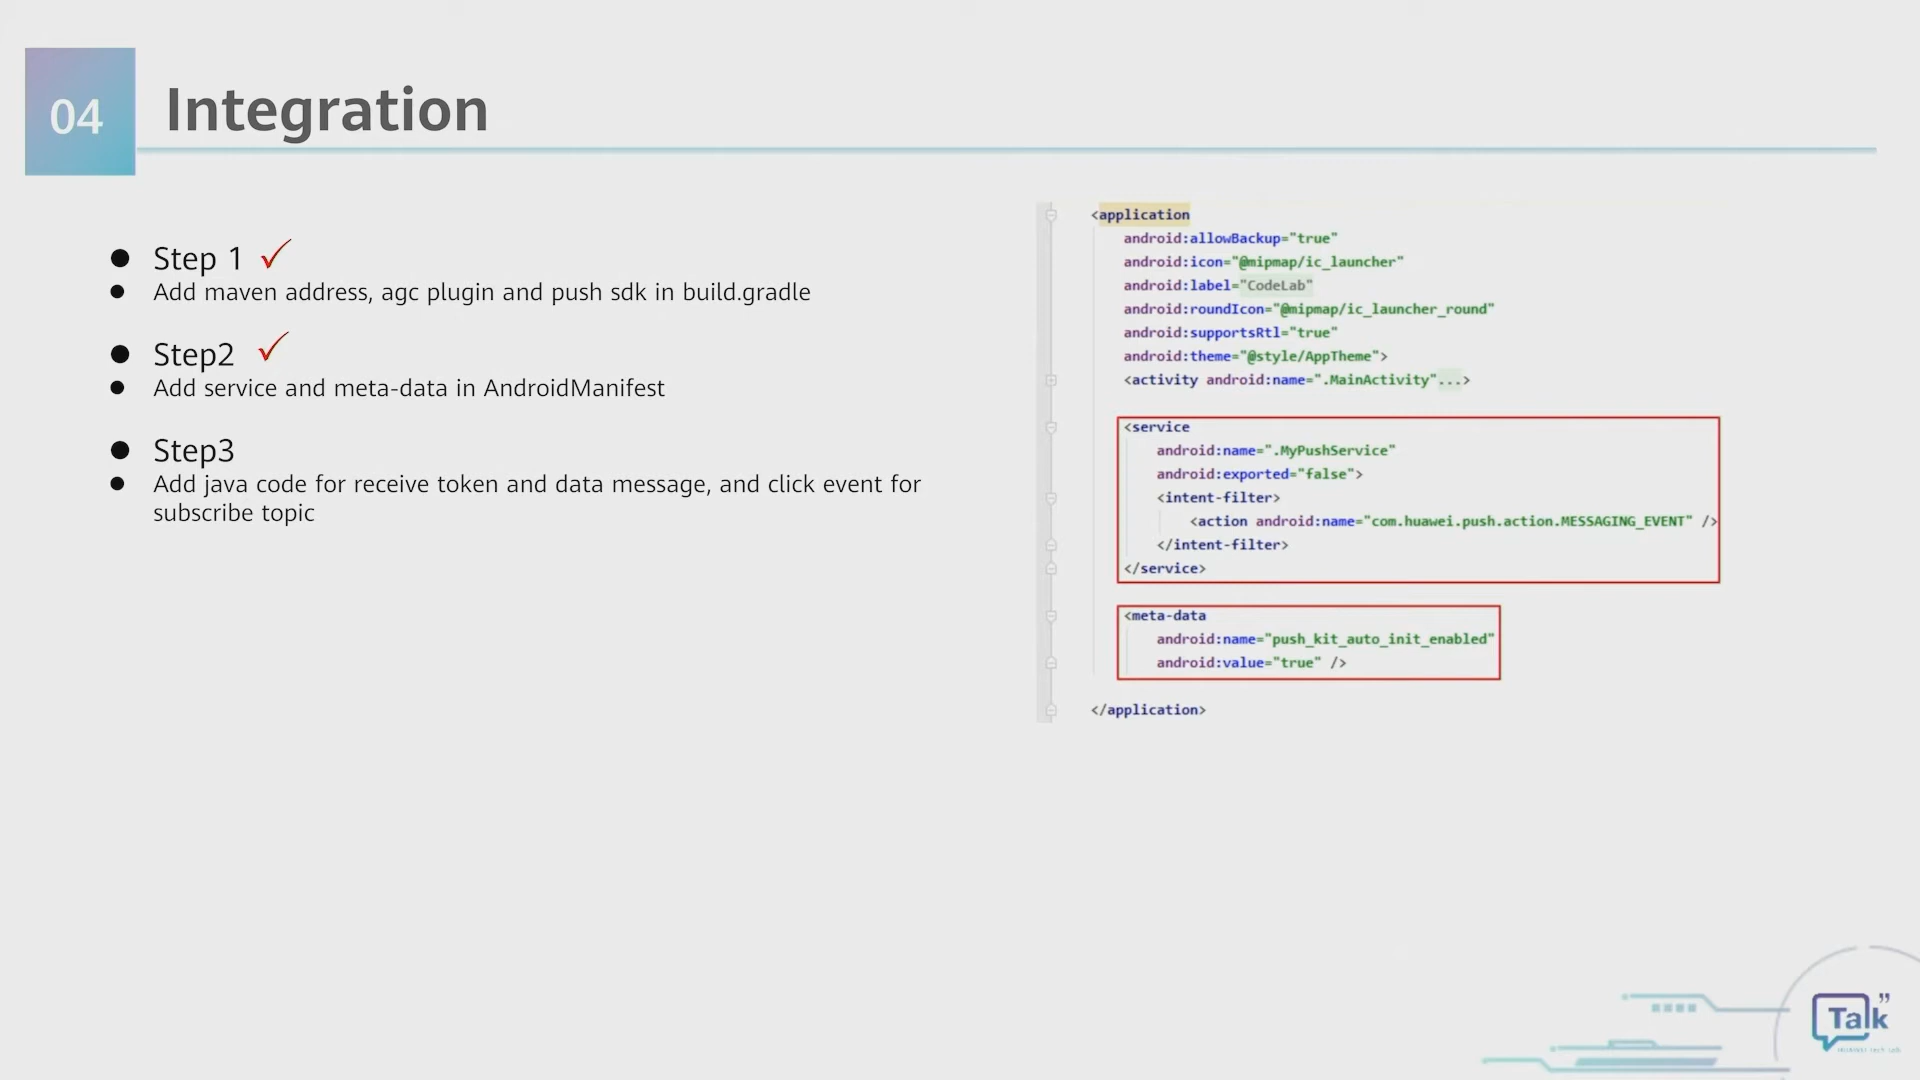 04
Integration
Step 1
Add maven address, agc plugin and push sdk in build.gradle
Step2
Add service and meta-data in AndroidManifest
Step3
Add java code for receive token and data message, and click event for
subscribe topic
<application
android:allowBackup="true"
android:icon="@mipmap/ic_launcher"
android:label="CodeLab"
android:roundIcon="@mipmap/ic_launcher_round"
android:supportsRtl="true"
android:theme="@style/AppTheme">
<activity android:name=".MainActivity"...>
<service
android:name=".MyPushService"
android:exported="false">
<intent-filter>
<action android:name="com.huawei.push.action.MESSAGING_EVENT" />
</intent-filter>
</service>
<meta-data
android:name="push_kit_auto_init_enabled"
android:value="true" />
</application>
Talk